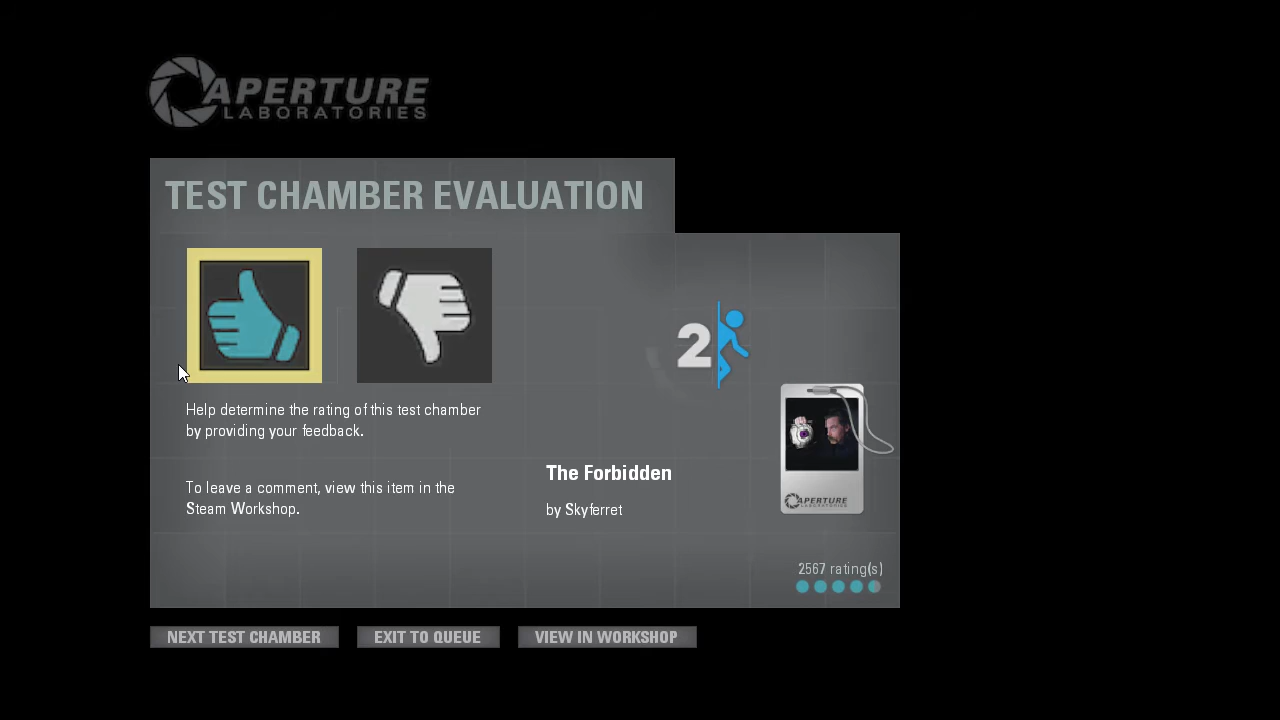 APERTURE
LABORATORIES
TEST CHAMBER EVALUATION
2
Help determine the rating of this test chamber
by providing your feedback.
To leave a comment, view this item in the
Steam Workshop.
The Forbidden
by Skyferret
APERTURE
LABORATORIES
2567 rating(s)
NEXT TEST CHAMBER
EXIT TO QUEUE
VIEW IN WORKSHOP